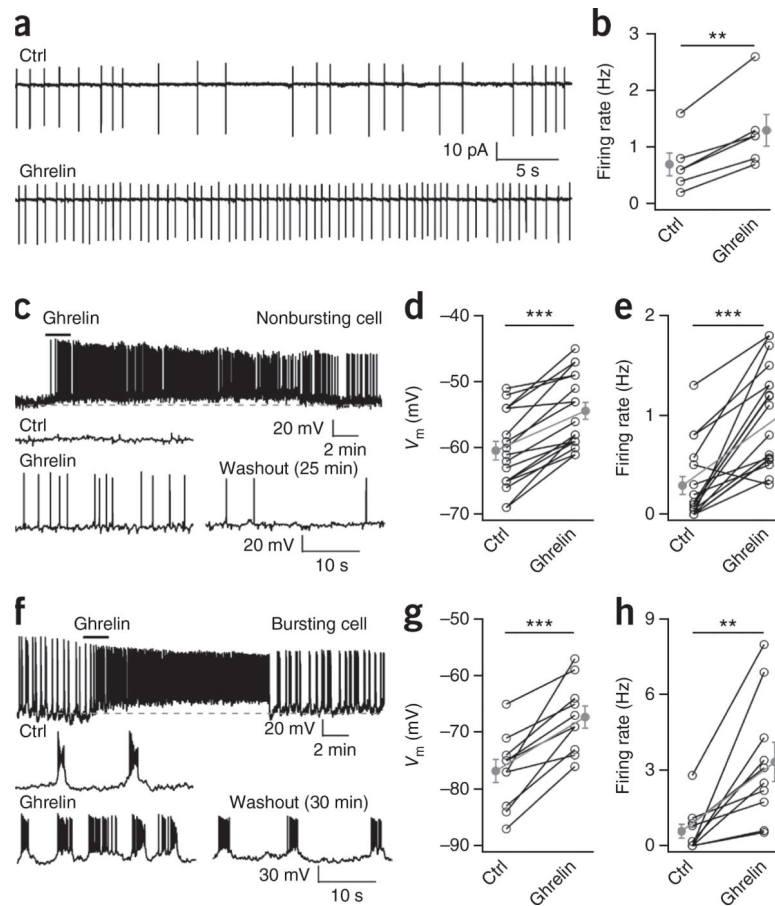 a
Ctrl
10 pA
5 s
Ghrelin
b
**
Firing rate (Hz)
3
2
1
0
Ctrl
Ghrelin
c
Ghrelin
Nonbursting cell
20 mV
2 min
Ctrl
Ghrelin
Washout (25 min)
20 mV
10 s
d
***
Vm (mV)
–40
–50
–60
–70
Ctrl
Ghrelin
e
***
Firing rate (Hz)
2
1
0
Ctrl
Ghrelin
f
Ghrelin
Bursting cell
20 mV
2 min
Ctrl
Ghrelin
Washout (30 min)
30 mV
10 s
g
***
Vm (mV)
–50
–60
–70
–80
–90
Ctrl
Ghrelin
h
**
Firing rate (Hz)
9
6
3
0
Ctrl
Ghrelin